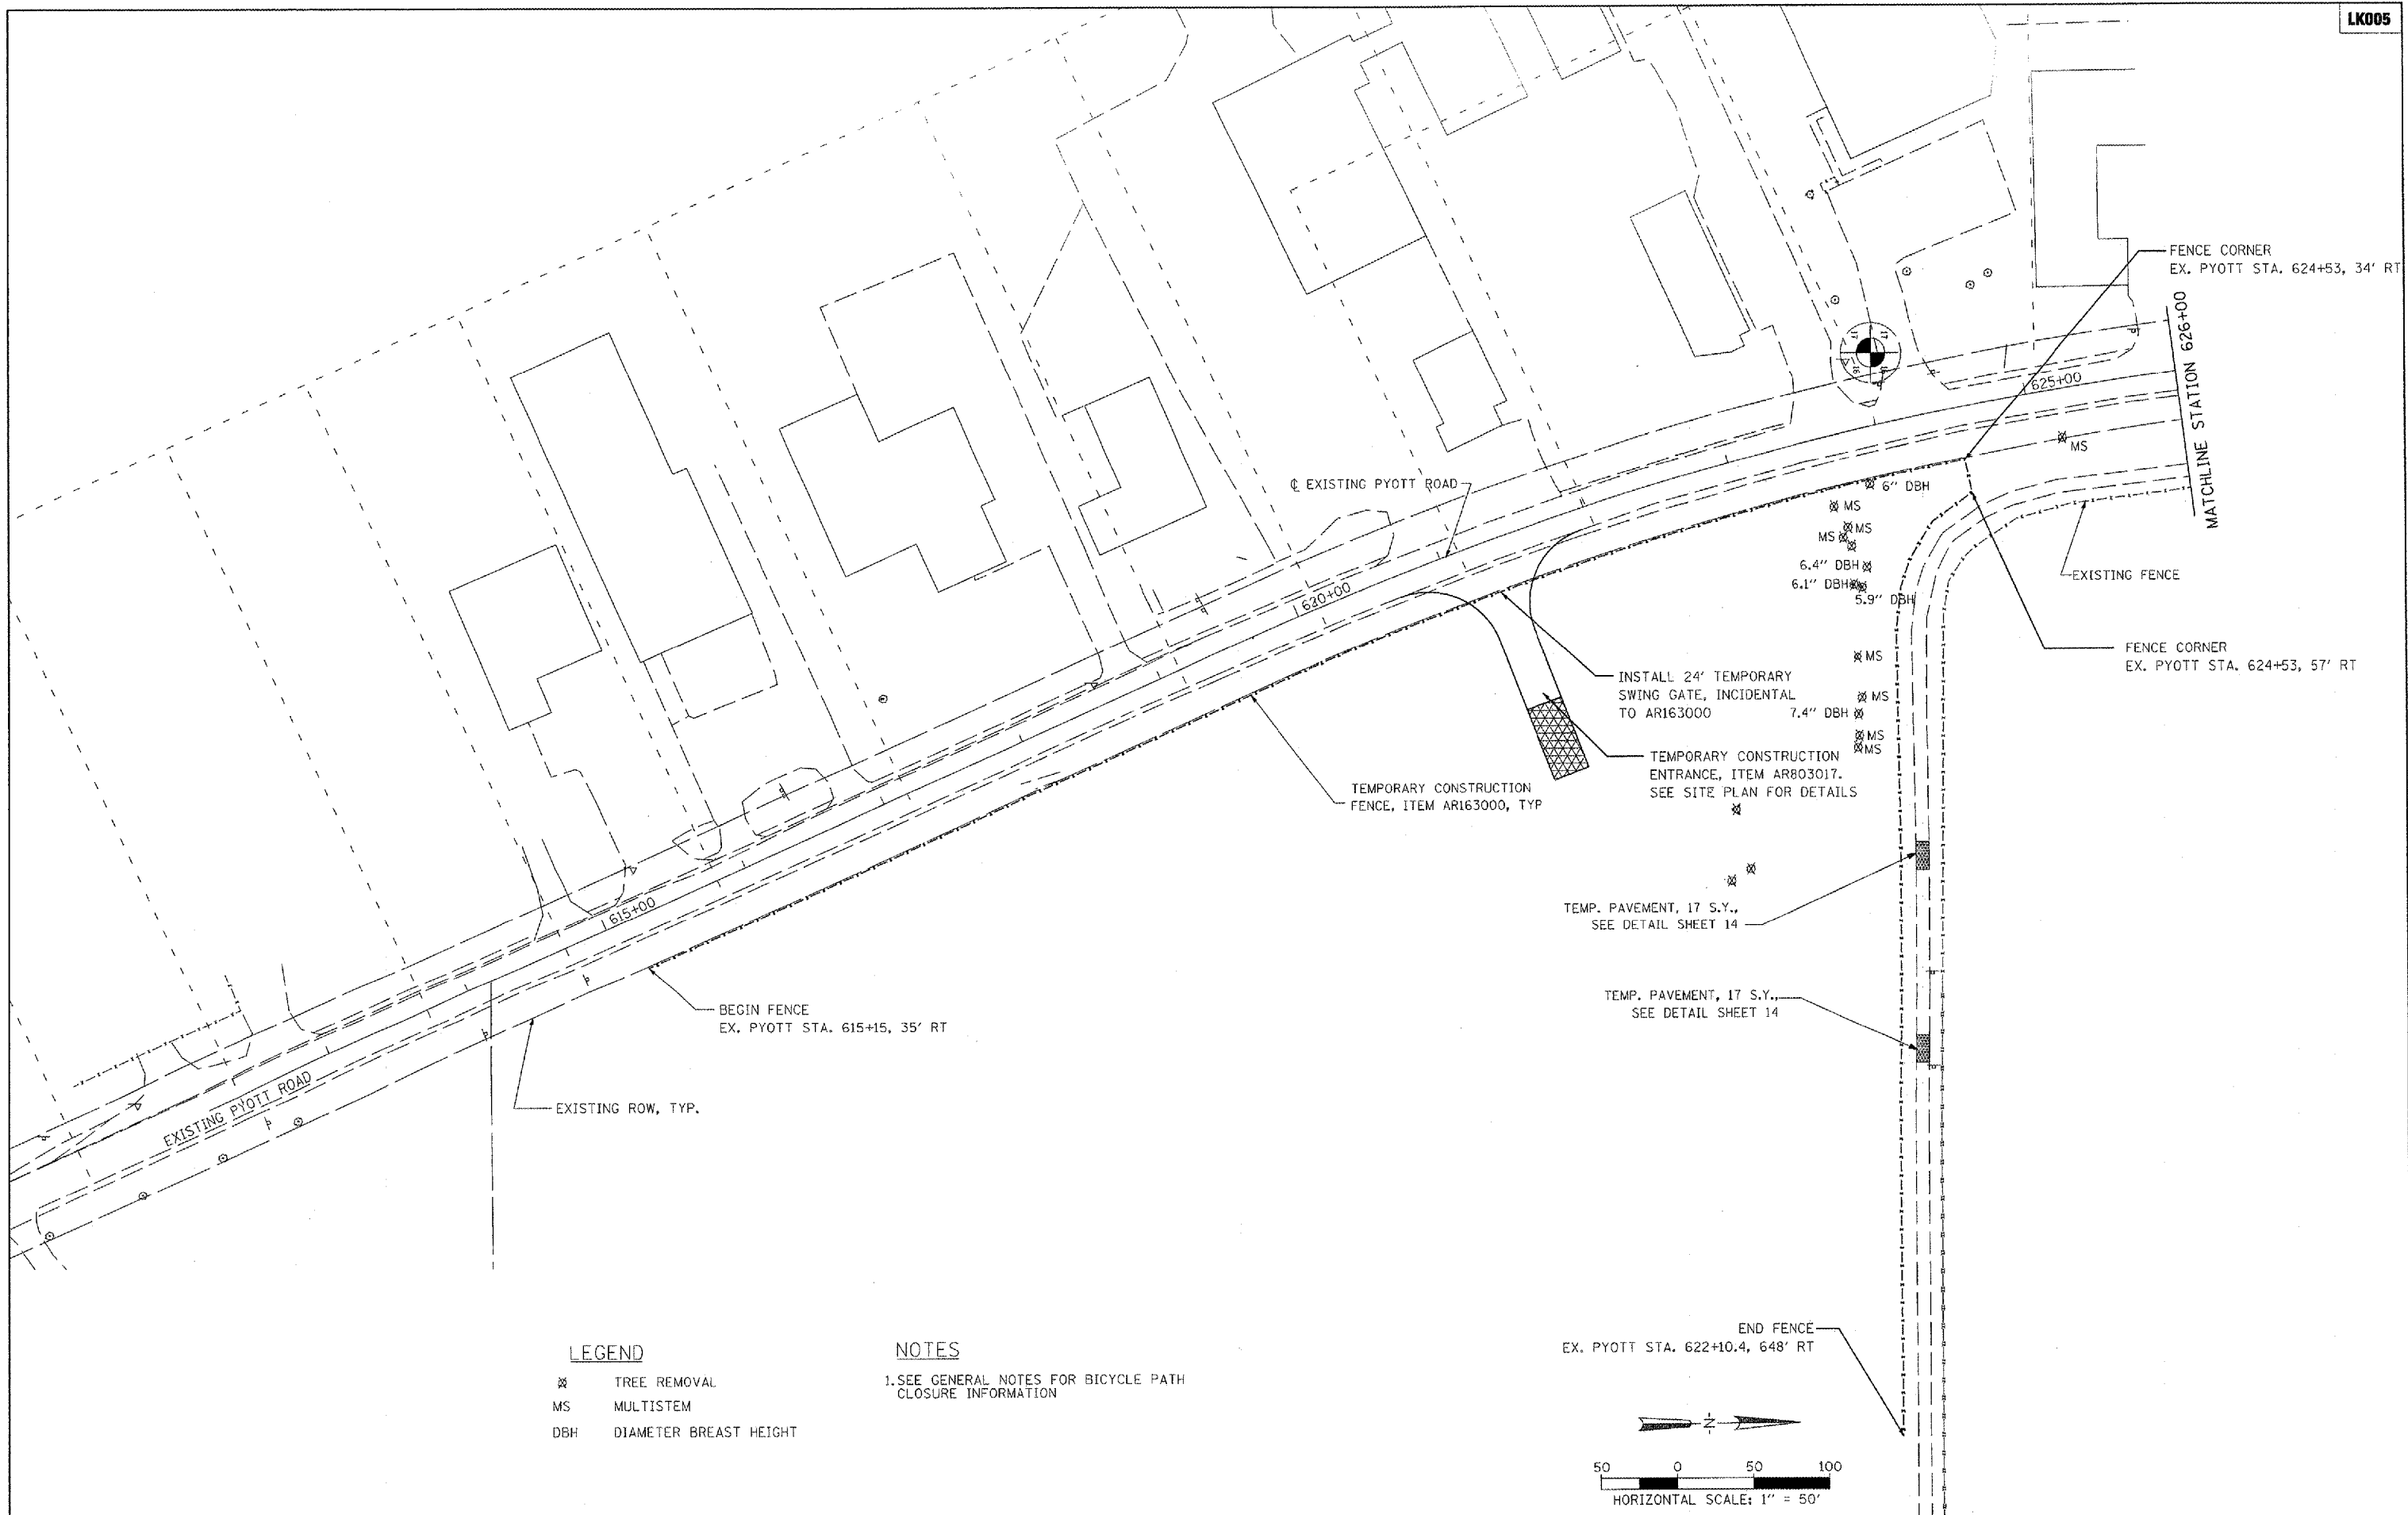 LK005
FENCE CORNER
EX. PYOTT STA. 624+53, 34' RT
MATCHLINE STATION 626+00
625+00
17
17
16
MS
℄ EXISTING PYOTT ROAD
6" DBH
MS
MS
MS
6.4" DBH
6.1" DBH
5.9" DBH
EXISTING FENCE
630+00
FENCE CORNER
EX. PYOTT STA. 624+53, 57' RT
MS
INSTALL 24' TEMPORARY
SWING GATE, INCIDENTAL
TO AR163000
MS
7.4" DBH
MS
MS
TEMPORARY CONSTRUCTION
ENTRANCE, ITEM AR803017.
SEE SITE PLAN FOR DETAILS
TEMPORARY CONSTRUCTION
FENCE, ITEM AR163000, TYP
615+00
TEMP. PAVEMENT, 17 S.Y.,
SEE DETAIL SHEET 14
BEGIN FENCE
EX. PYOTT STA. 615+15, 35' RT
TEMP. PAVEMENT, 17 S.Y.,
SEE DETAIL SHEET 14
EXISTING PYOTT ROAD
EXISTING ROW, TYP.
END FENCE
EX. PYOTT STA. 622+10.4, 648' RT
LEGEND
TREE REMOVAL
MS MULTISTEM
DBH DIAMETER BREAST HEIGHT
NOTES
1. SEE GENERAL NOTES FOR BICYCLE PATH
CLOSURE INFORMATION
N
50 0 50 100
HORIZONTAL SCALE: 1" = 50'